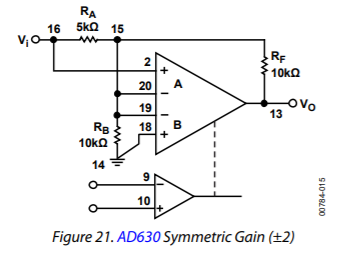 RA
5kΩ
16
15
Vi
RF
10kΩ
2
+
A
20
−
19
−
B
18
+
RB
10kΩ
14
13
VO
9
−
10
+
00784-015
Figure 21. AD630 Symmetric Gain (±2)